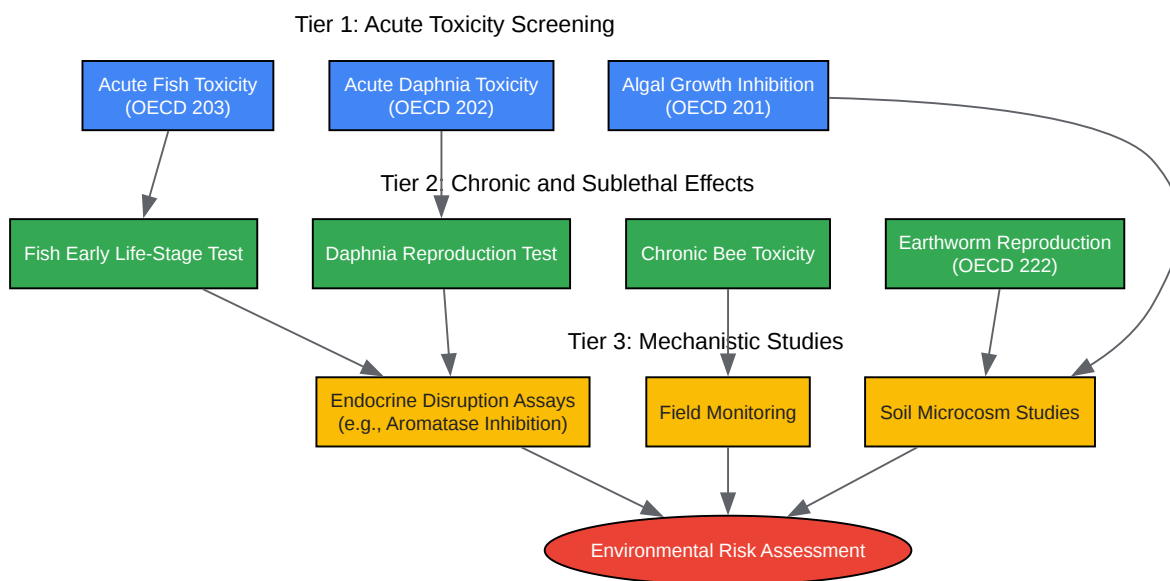 Tier 1: Acute Toxicity Screening
Acute Fish Toxicity
(OECD 203)
Acute Daphnia Toxicity
(OECD 202)
Algal Growth Inhibition
(OECD 201)
Tier 2: Chronic and Sublethal Effects
Fish Early Life-Stage Test
Daphnia Reproduction Test
Chronic Bee Toxicity
Earthworm Reproduction
(OECD 222)
Tier 3: Mechanistic Studies
Endocrine Disruption Assays
(e.g., Aromatase Inhibition)
Field Monitoring
Soil Microcosm Studies
Environmental Risk Assessment